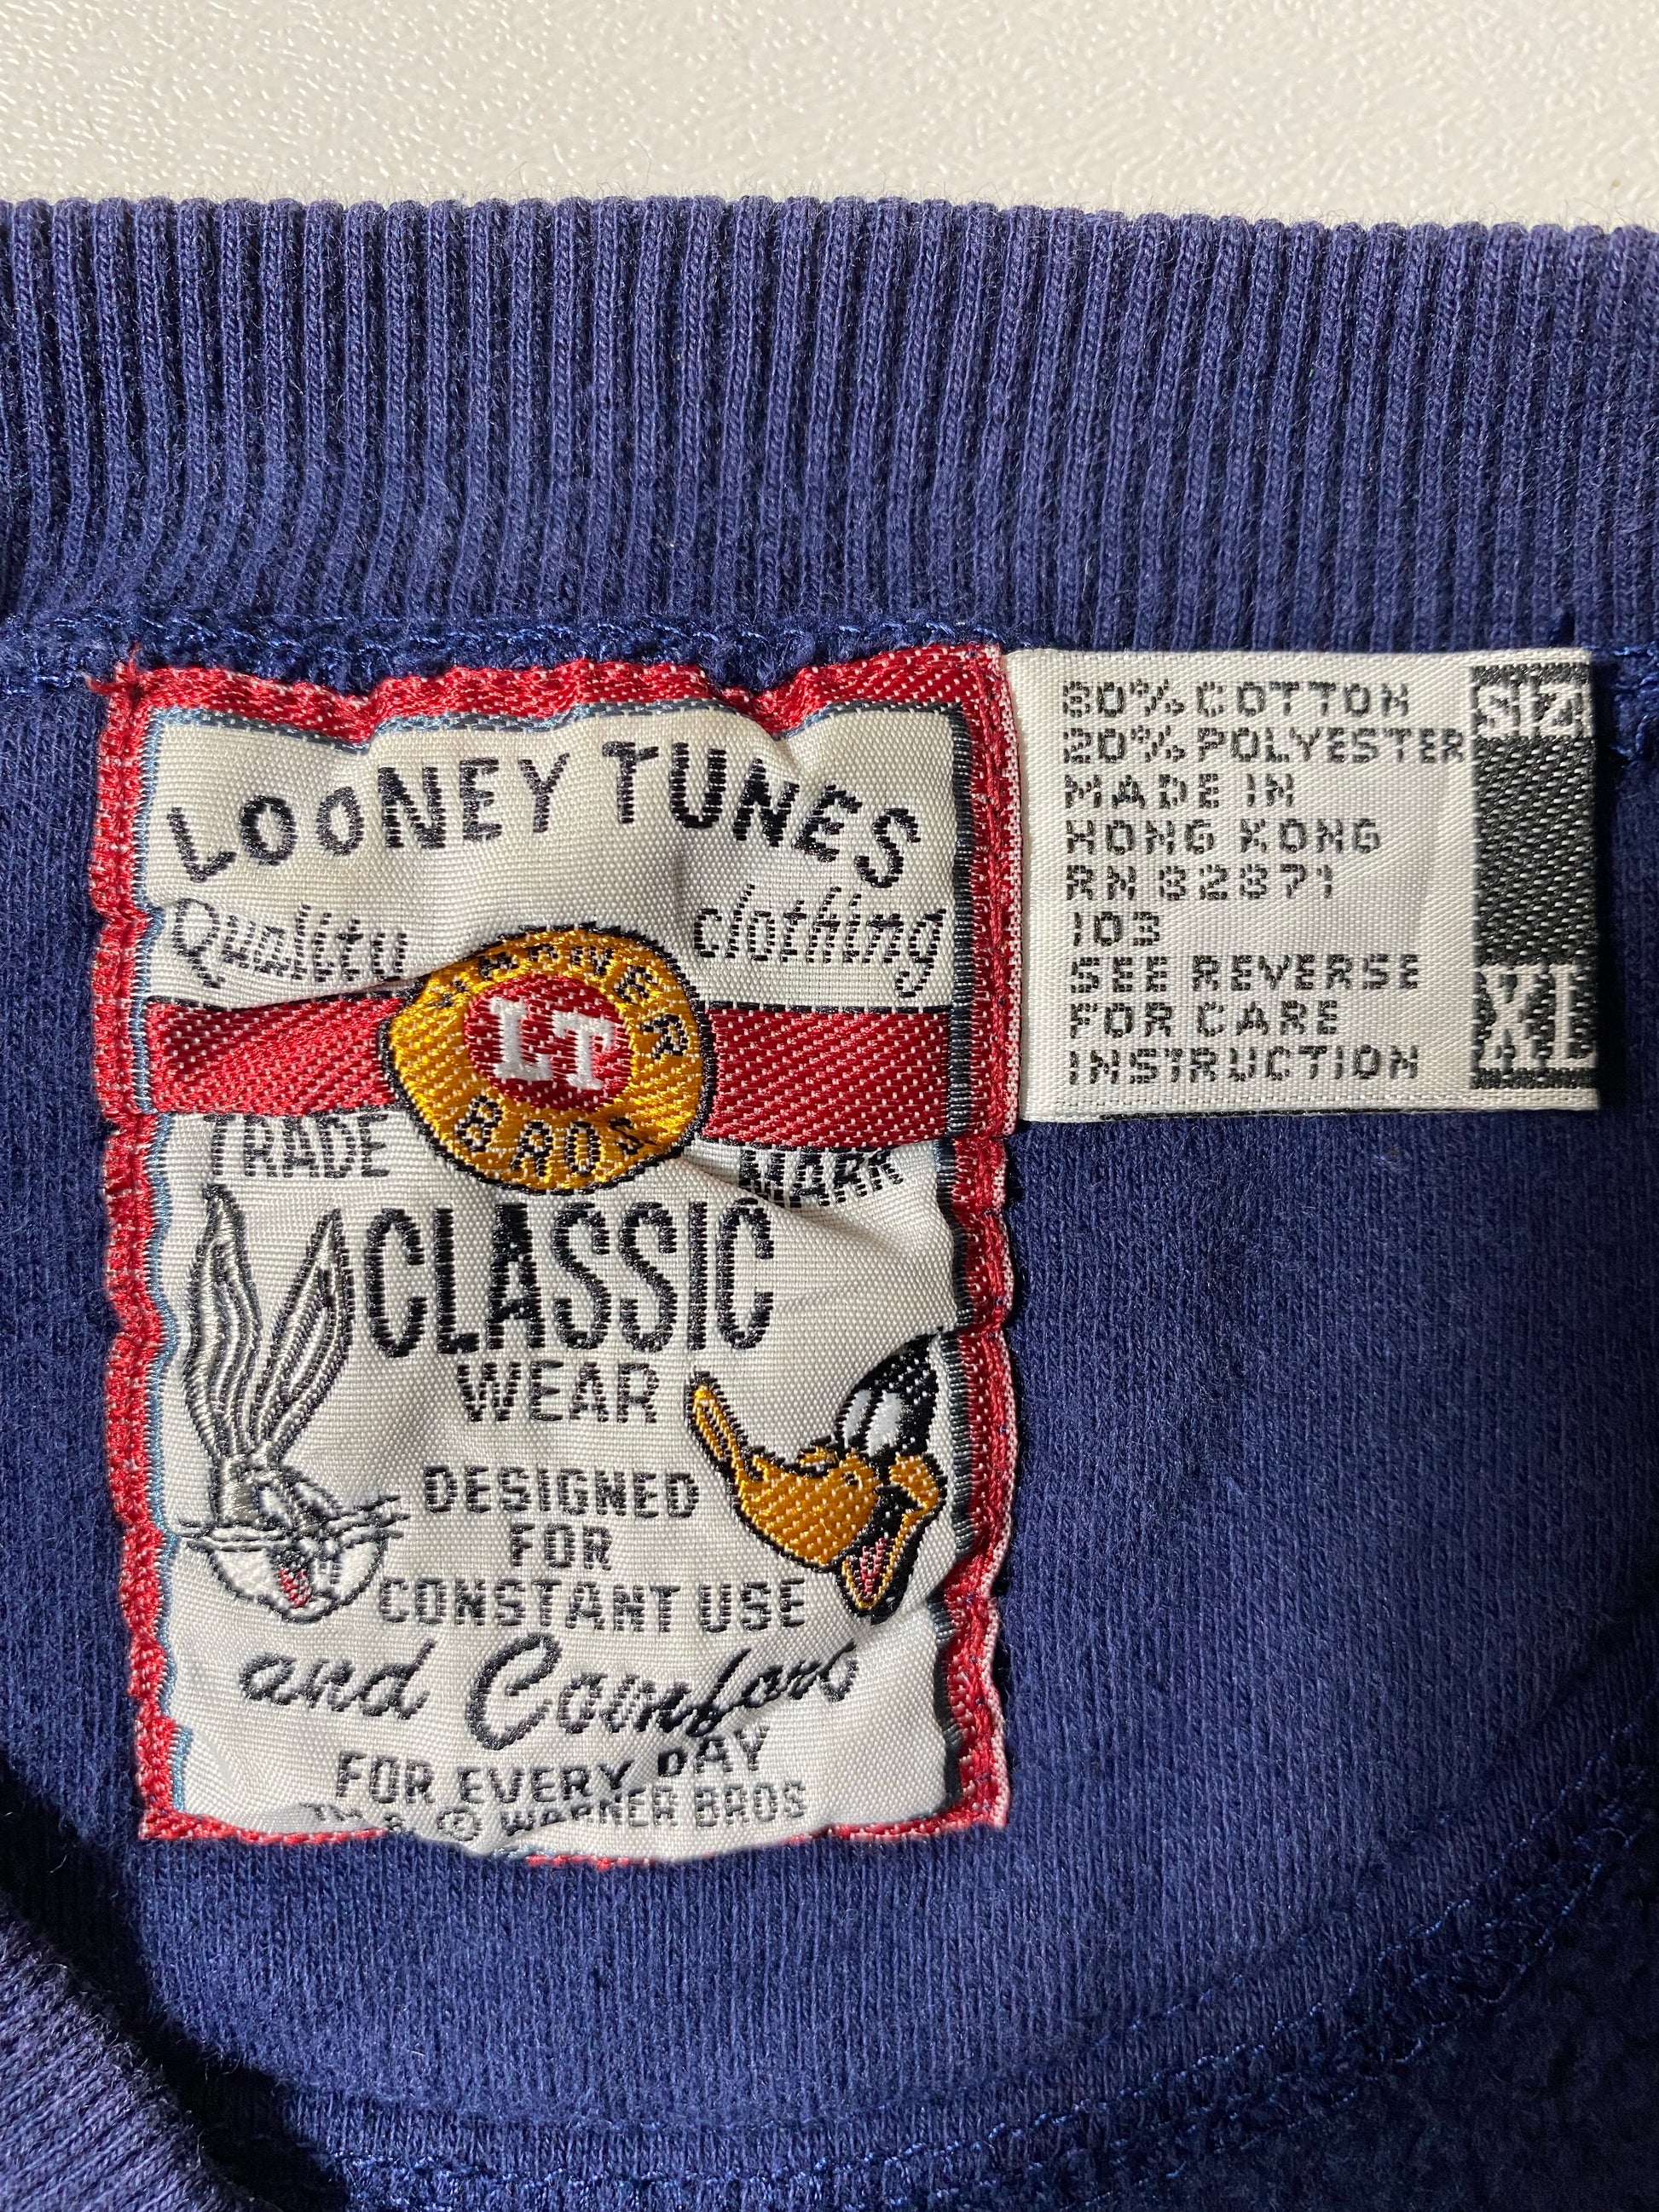 LOONEY TUNES
Quality clothing
WARNER BROS
LT
TRADE MARK
CLASSIC
WEAR
DESIGNED
FOR
CONSTANT USE
and Comfort
FOR EVERY DAY
TM & © WARNER BROS
80% COTTON
20% POLYESTER
MADE IN
HONG KONG
RN 82871
103
SEE REVERSE
FOR CARE
INSTRUCTION
XL